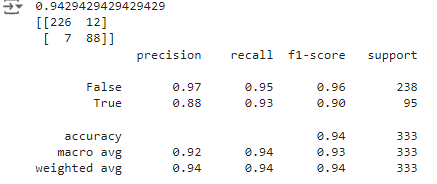 0.9429429429429429
[[226 12]
[ 7 88]]
precision recall f1-score support
False 0.97 0.95 0.96 238
True 0.88 0.93 0.90 95
accuracy 0.94 333
macro avg 0.92 0.94 0.93 333
weighted avg 0.94 0.94 0.94 333